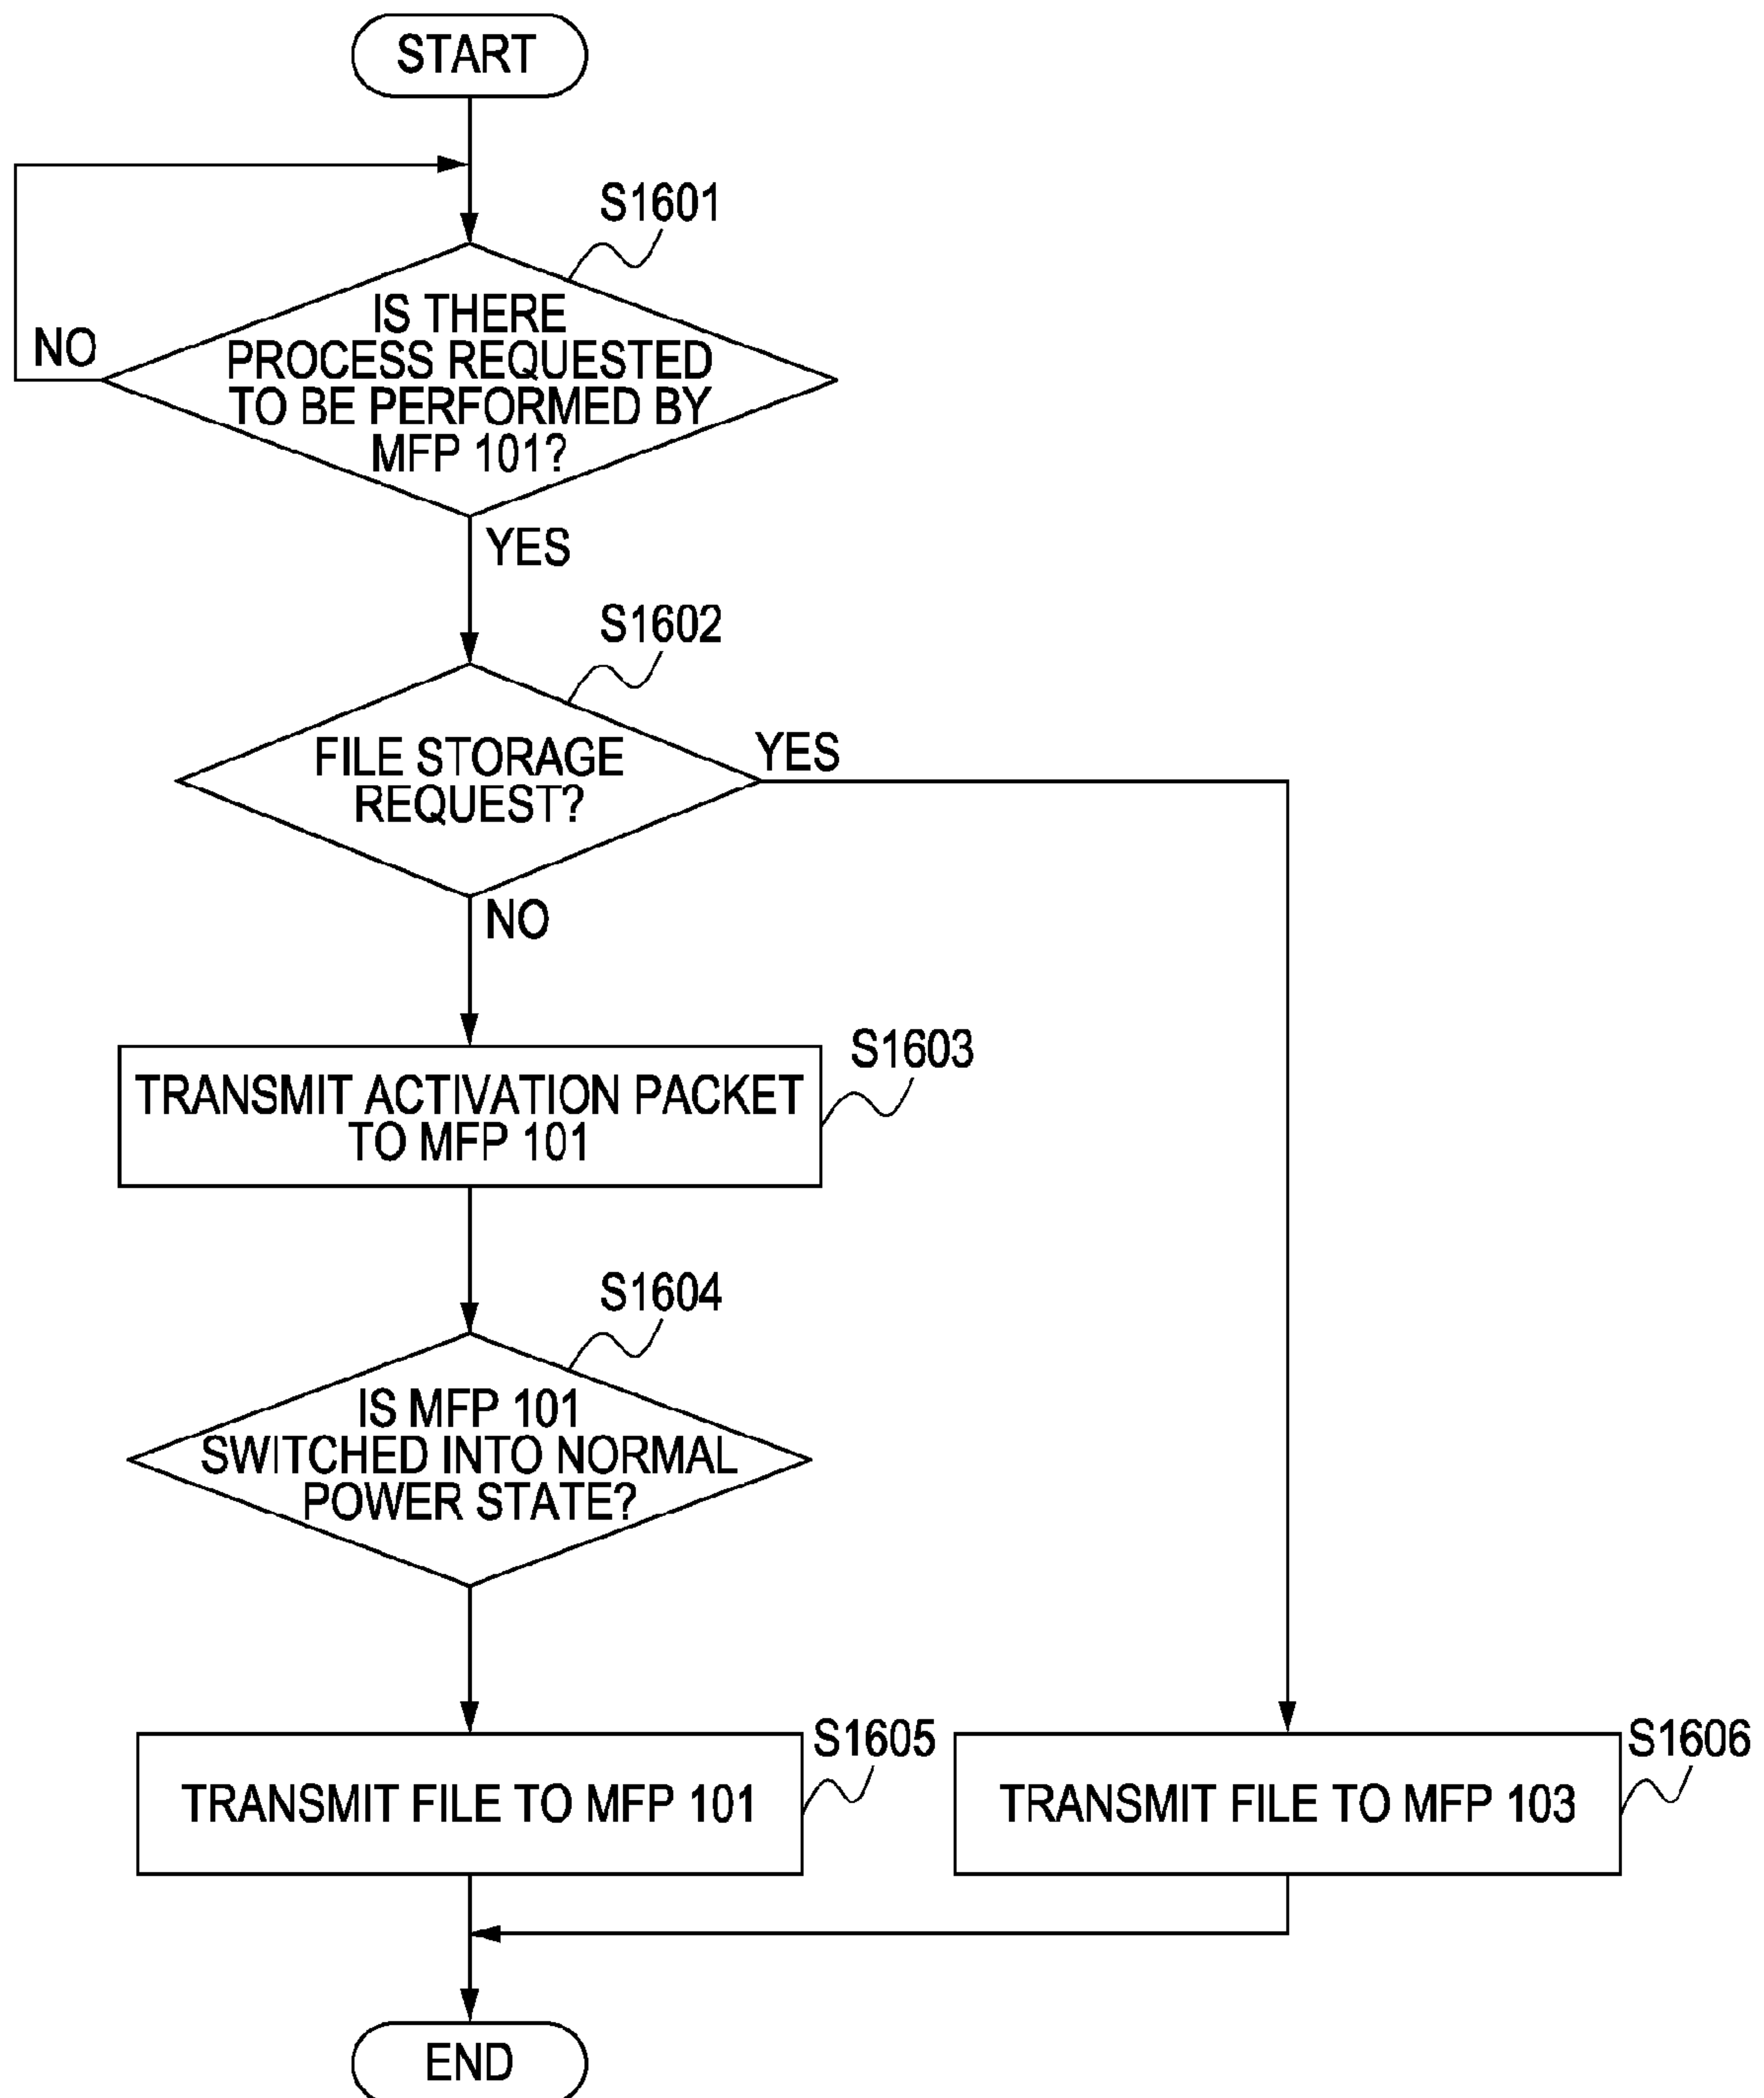 START
S1601
IS THERE
PROCESS REQUESTED
TO BE PERFORMED BY
MFP 101?
NO
YES
S1602
FILE STORAGE
REQUEST?
YES
NO
S1603
TRANSMIT ACTIVATION PACKET
TO MFP 101
S1604
IS MFP 101
SWITCHED INTO NORMAL
POWER STATE?
S1605
TRANSMIT FILE TO MFP 101
S1606
TRANSMIT FILE TO MFP 103
END